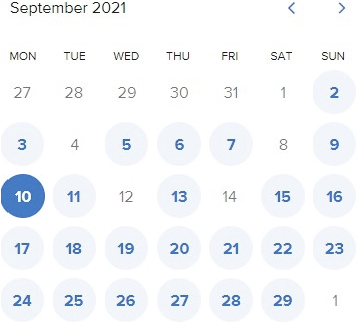 September 2021
MON TUE WED THU FRI SAT SUN
27 28 29 30 31 1 2
3 4 5 6 7 8 9
10 11 12 13 14 15 16
17 18 19 20 21 22 23
24 25 26 27 28 29 1